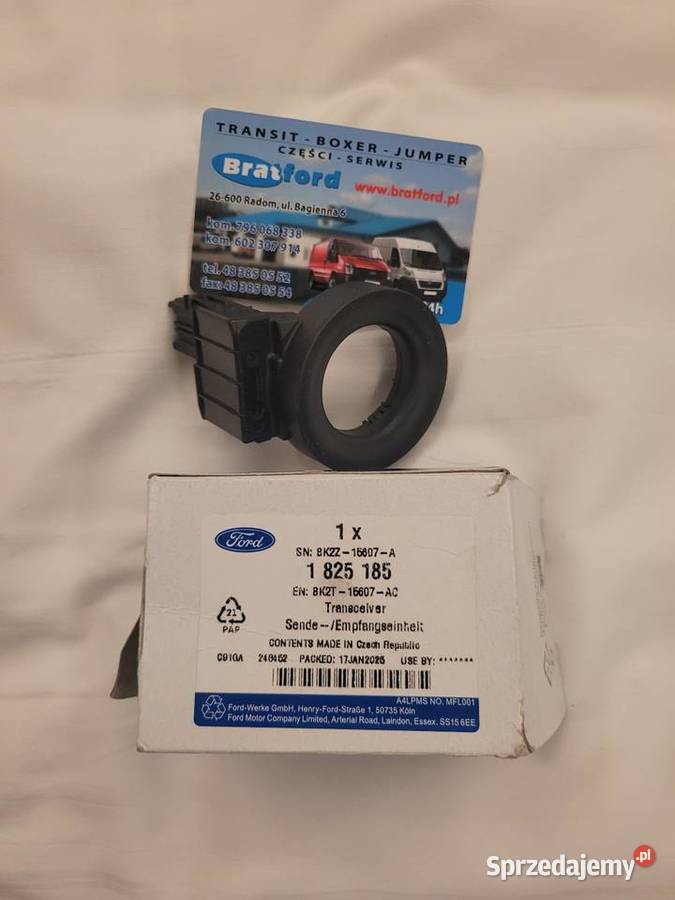 TRANSIT - BOXER - JUMPER
CZĘŚCI - SERWIS
Bratford
www.bratford.pl
26-600 Radom, ul. Bagienna 6
kom. 796 068 338
kom. 602 307 914
tel. 48 385 05 52
fax: 48 385 05 54
Ford
1 x
SN: BK2Z-15607-A
1 825 185
EN: BK2T-15607-AC
Transceiver
Sende--/Empfangseinheit
21
PAP
CONTENTS MADE IN Czech Republic
PACKED: 17JAN2025 USE BY: *******
A4LPMS NO. MFL001
Ford-Werke GmbH, Henry-Ford-Straße 1, 50735 Köln
Ford Motor Company Limited, Arterial Road, Laindon, Essex. SS15 6EE
Sprzedajemy.pl